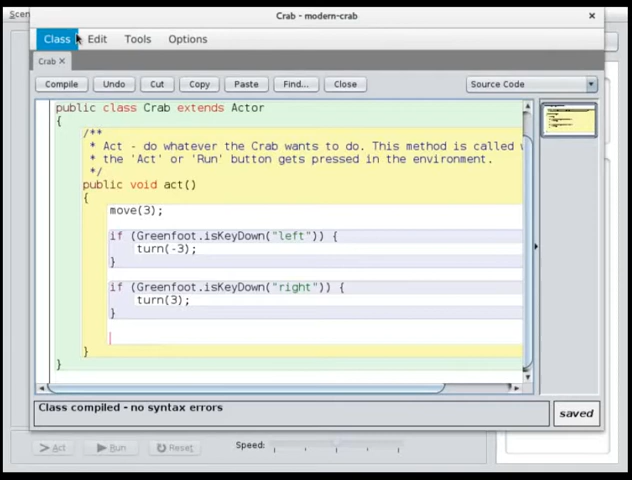 Scen
Crab - modern-crab
Class Edit Tools Options
Crab
Compile Undo Cut Copy Paste Find... Close Source Code
public class Crab extends Actor
{
/**
* Act - do whatever the Crab wants to do. This method is called
* the 'Act' or 'Run' button gets pressed in the environment.
*/
public void act()
{
move(3);
if (Greenfoot.isKeyDown("left")) {
turn(-3);
}
if (Greenfoot.isKeyDown("right")) {
turn(3);
}
}
}
Class compiled - no syntax errors
saved
Act Run Reset Speed: